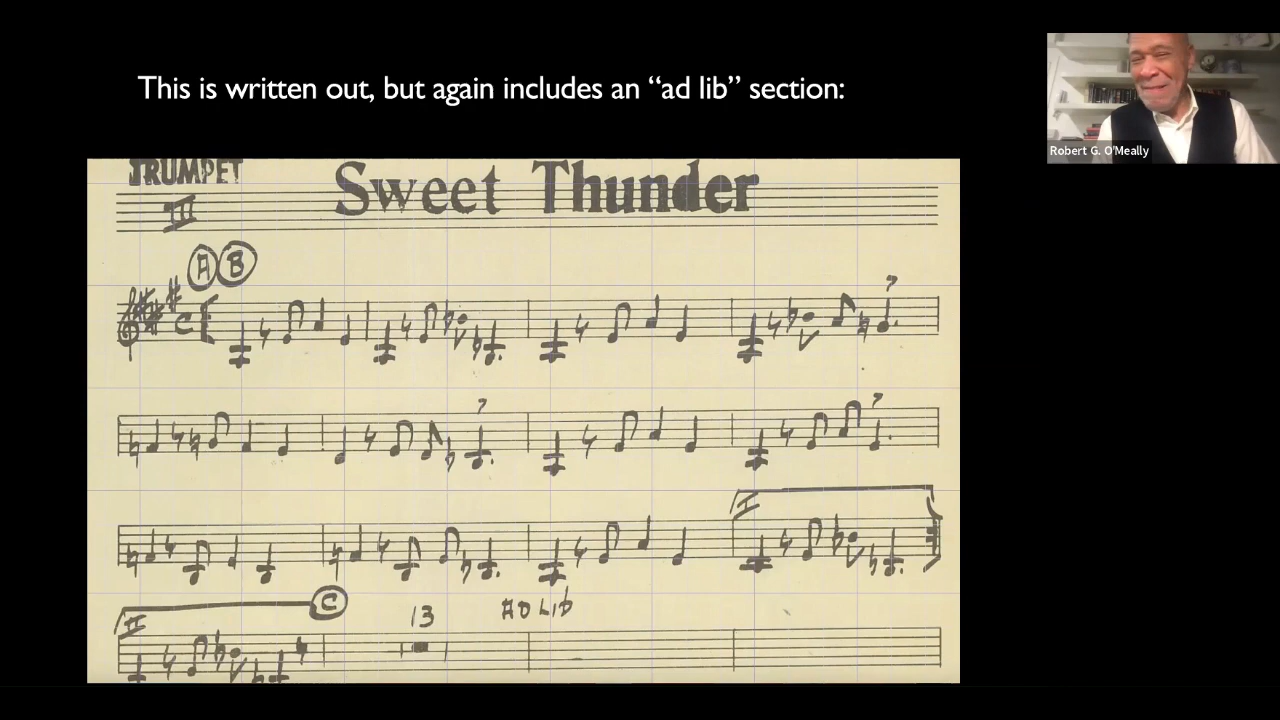 This is written out, but again includes an “ad lib” section:
Robert G. O'Meally
TRUMPET
III
Sweet Thunder
A B
C
I
II
C
13
AD LIB